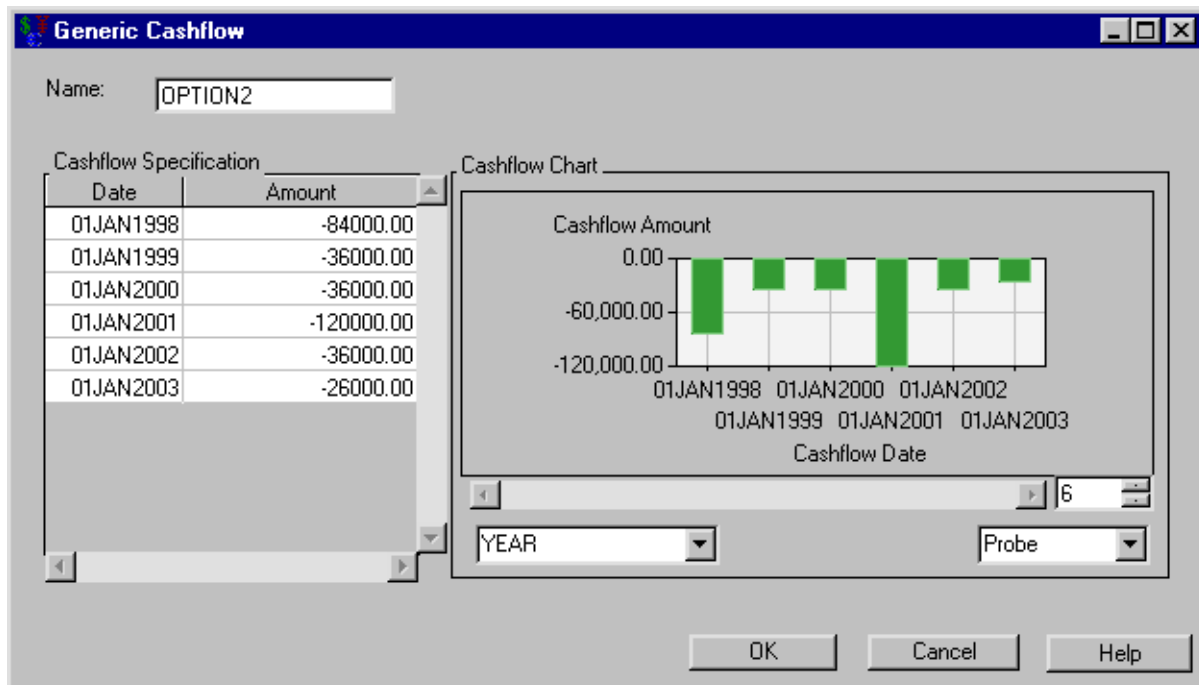 Generic Cashflow
Name: OPTION2
Cashflow Specification
Date Amount
01JAN1998 -84000.00
01JAN1999 -36000.00
01JAN2000 -36000.00
01JAN2001 -120000.00
01JAN2002 -36000.00
01JAN2003 -26000.00
Cashflow Chart
Cashflow Amount
0.00
-60,000.00
-120,000.00
01JAN1998 01JAN2000 01JAN2002
01JAN1999 01JAN2001 01JAN2003
Cashflow Date
6
YEAR Probe
OK Cancel Help